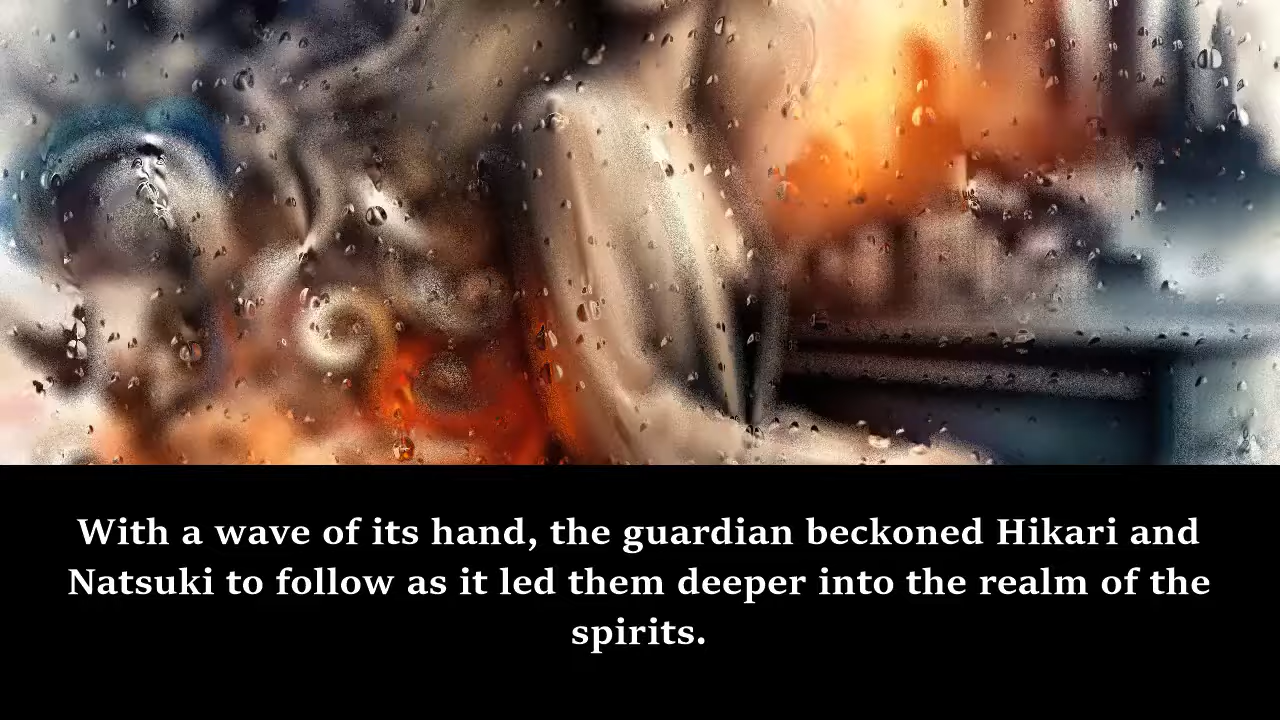 With a wave of its hand, the guardian beckoned Hikari and
Natsuki to follow as it led them deeper into the realm of the
spirits.